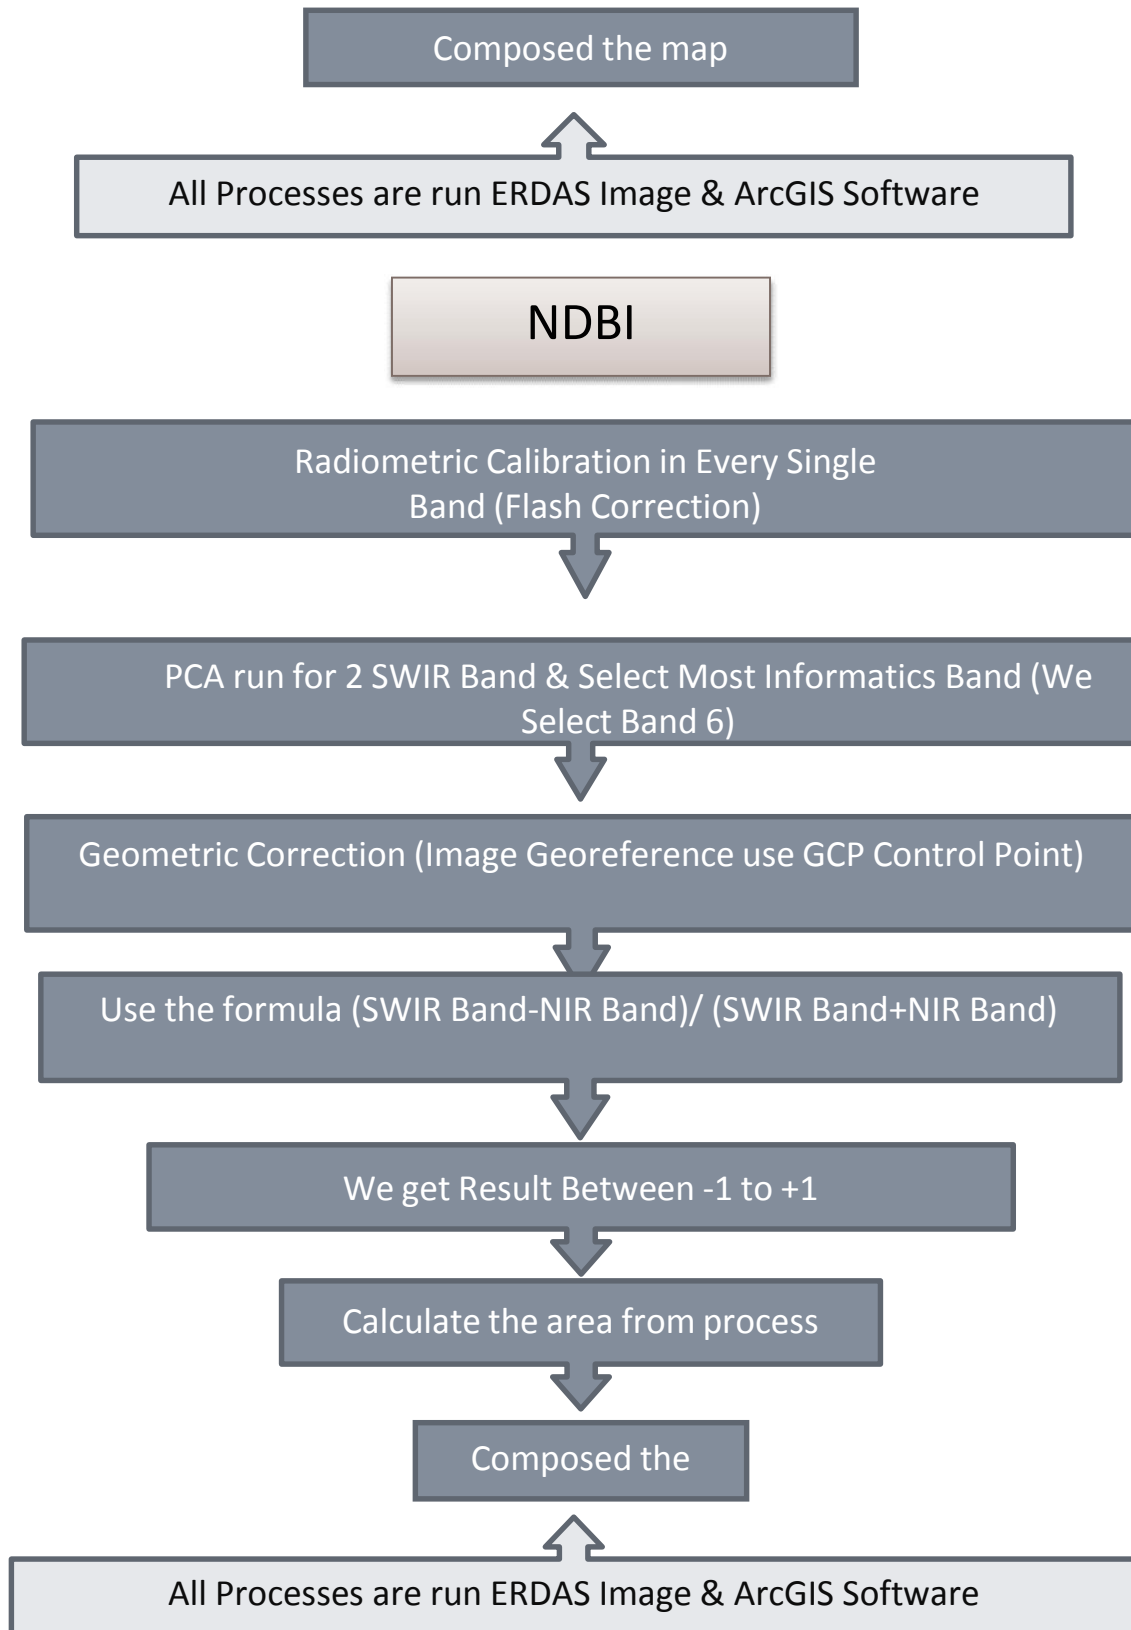 Composed the map
All Processes are run ERDAS Image & ArcGIS Software
NDBI
Radiometric Calibration in Every Single
Band (Flash Correction)
PCA run for 2 SWIR Band & Select Most Informatics Band (We
Select Band 6)
Geometric Correction (Image Georeference use GCP Control Point)
Use the formula (SWIR Band-NIR Band)/ (SWIR Band+NIR Band)
We get Result Between -1 to +1
Calculate the area from process
Composed the
All Processes are run ERDAS Image & ArcGIS Software